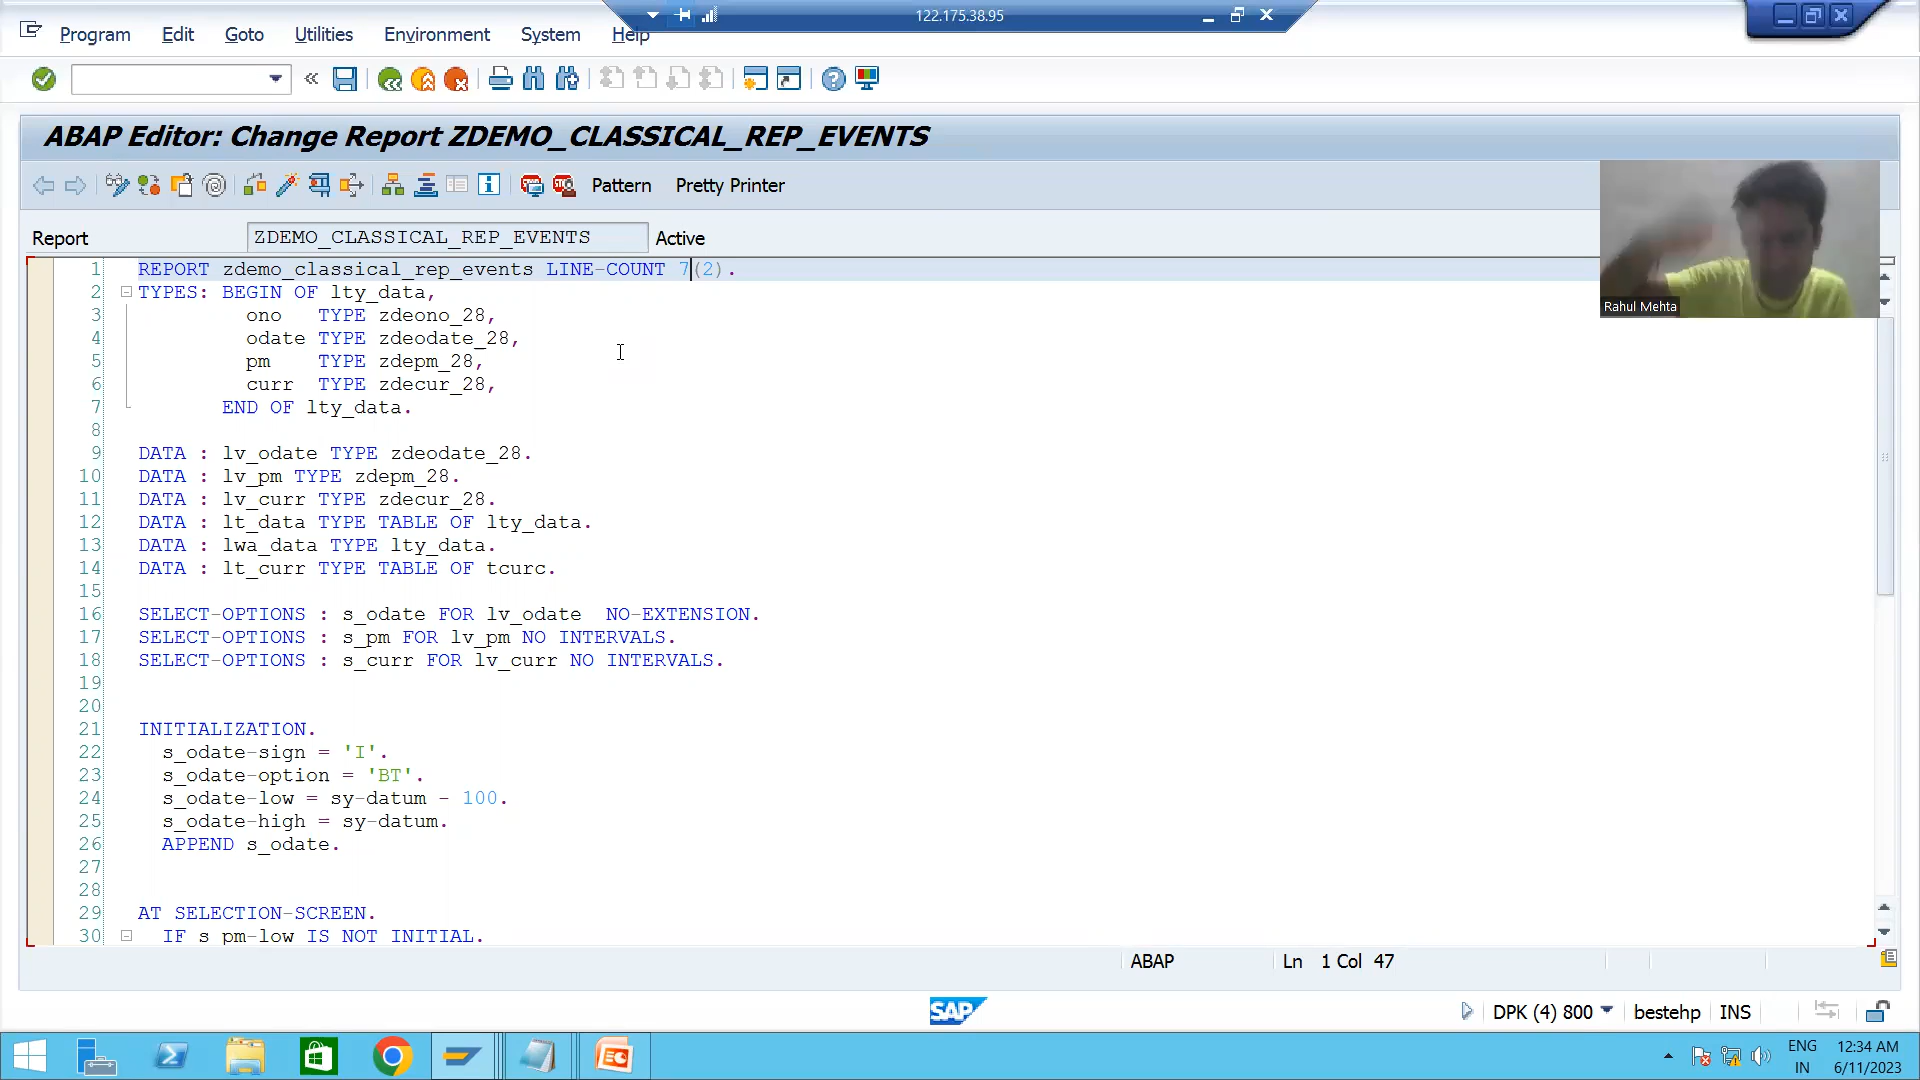 122.175.38.95
Program Edit Goto Utilities Environment System Help
ABAP Editor: Change Report ZDEMO_CLASSICAL_REP_EVENTS
Pattern Pretty Printer
Report ZDEMO_CLASSICAL_REP_EVENTS Active
Rahul Mehta
1 REPORT zdemo_classical_rep_events LINE-COUNT 7(2).
2 TYPES: BEGIN OF lty_data,
3 ono TYPE zdeono_28,
4 odate TYPE zdeodate_28,
5 pm TYPE zdepm_28,
6 curr TYPE zdecur_28,
7 END OF lty_data.
8
9 DATA : lv_odate TYPE zdeodate_28.
10 DATA : lv_pm TYPE zdepm_28.
11 DATA : lv_curr TYPE zdecur_28.
12 DATA : lt_data TYPE TABLE OF lty_data.
13 DATA : lwa_data TYPE lty_data.
14 DATA : lt_curr TYPE TABLE OF tcurc.
15
16 SELECT-OPTIONS : s_odate FOR lv_odate NO-EXTENSION.
17 SELECT-OPTIONS : s_pm FOR lv_pm NO INTERVALS.
18 SELECT-OPTIONS : s_curr FOR lv_curr NO INTERVALS.
19
20
21 INITIALIZATION.
22 s_odate-sign = 'I'.
23 s_odate-option = 'BT'.
24 s_odate-low = sy-datum - 100.
25 s_odate-high = sy-datum.
26 APPEND s_odate.
27
28
29 AT SELECTION-SCREEN.
30 IF s_pm-low IS NOT INITIAL.
ABAP Ln 1 Col 47
SAP DPK (4) 800 bestehp INS
ENG 12:34 AM
IN 6/11/2023